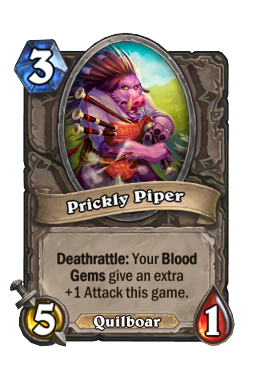 3
Prickly Piper
Deathrattle: Your Blood
Gems give an extra
+1 Attack this game.
5
Quilboar
1